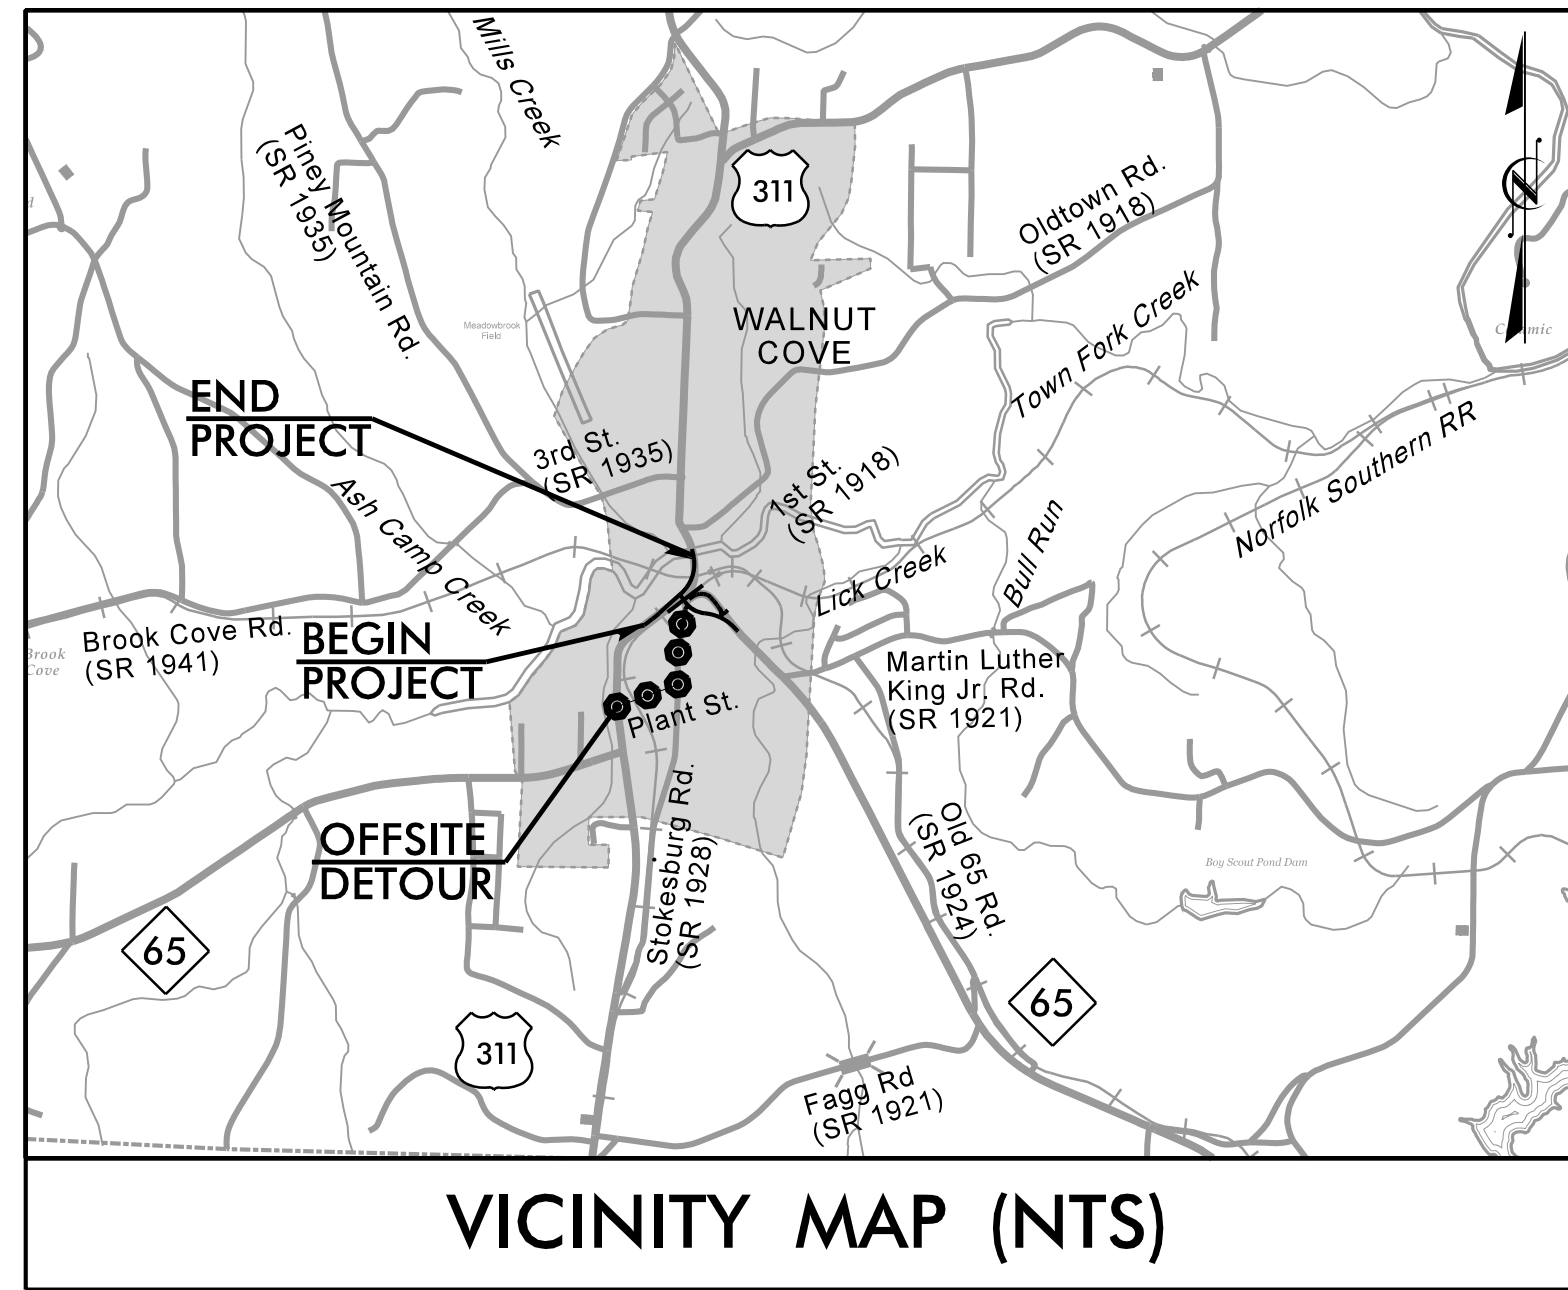 Mills Creek
Piney Mountain Rd.
(SR 1935)
311
Oldtown Rd.
(SR 1918)
N
Town Fork Creek
WALNUT
COVE
Meadowbrook
Field
END
PROJECT
3rd St.
(SR 1935)
1st St.
(SR 1918)
Norfolk Southern RR
Ash Camp Creek
Bull Run
Lick Creek
Brook Cove Rd.
(SR 1941)
Brook
Cove
BEGIN
PROJECT
Martin Luther
King Jr. Rd.
(SR 1921)
Plant St.
OFFSITE
DETOUR
Stokesburg Rd.
(SR 1928)
Old 65 Rd.
(SR 1924)
Boy Scout Pond Dam
65
65
311
Fagg Rd
(SR 1921)
VICINITY MAP (NTS)